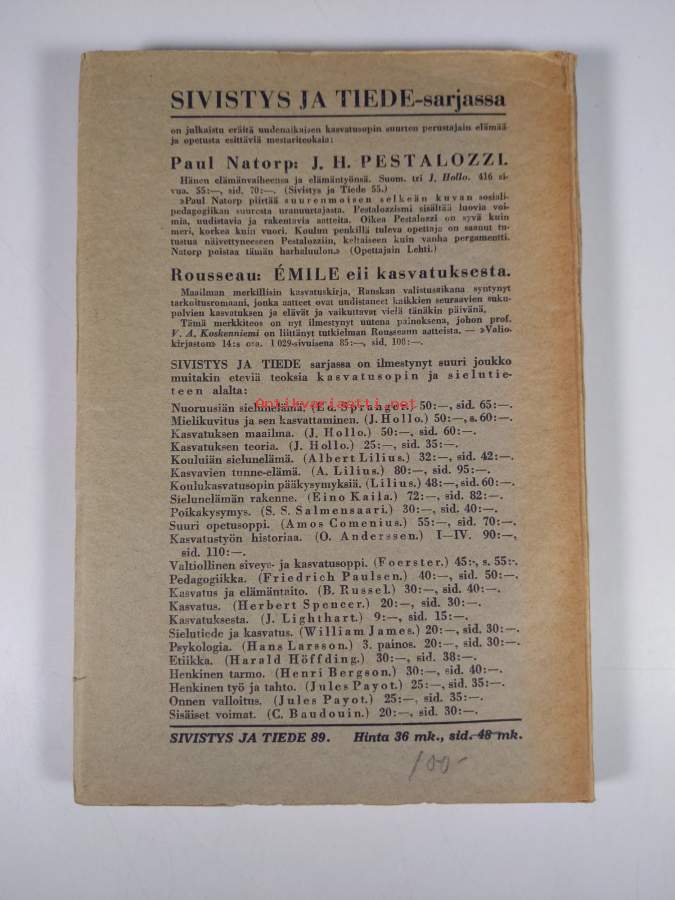 SIVISTYS JA TIEDE-sarjassa
on julkaistu eräitä uudenaikaisen kasvatusopin suurten perustajain elämää
ja opetusta esittäviä mestariteoksia:
Paul Natorp: J. H. PESTALOZZI.
Hänen elämänvaiheensa ja elämäntyönsä. Suom. tri J. Hollo. 416 si-
vua. 55:—, sid. 70:—. (Sivistys ja Tiede 55.)
»Paul Natorp piirtää suurenmoisen selkeän kuvan sosiali-
pedagogiikan suuresta uranuurtajasta. Pestalozzismi sisältää luovia voi-
mia, uudistavia ja rakentavia aatteita. Oikea Pestalozzi on syvä kuin
meri, korkea kuin vuori. Koulun penkillä tuleva opettaja on saanut tu-
tustua näivettyneeseen Pestalozziin, keltaiseen kuin vanha pergamentti.
Natorp poistaa tämän harhaluulon.» (Opettajain Lehti.)
Rousseau: ÉMILE eli kasvatuksesta.
Maailman merkillisin kasvatuskirja, Ranskan valistusaikana syntynyt
tarkoitusromaani, jonka aatteet ovat uudistaneet kaikkien seuraavien suku-
polvien kasvatuksen ja elävät ja vaikuttavat vielä tänäkin päivänä.
Tämä merkkiteos on nyt ilmestynyt uutena painoksena, johon prof.
V. A. Koskenniemi on liittänyt tutkielman Rousseaun aatteista. — »Valio-
kirjaston» 14:s osa. 1 029-sivuisena 85:—, sid. 108:—.
SIVISTYS JA TIEDE sarjassa on ilmestynyt suuri joukko
muitakin eteviä teoksia kasvatusopin ja sielutie-
teen alalta:
Antikvariaatti.net
Nuoruusiän sielunelämä. (Ed. Spranger.) 50:—, sid. 65:—.
Mielikuvitus ja sen kasvattaminen. (J. Hollo.) 50:—, s. 60:—.
Kasvatuksen maailma. (J. Hollo.) 50:—, sid. 60:—.
Kasvatuksen teoria. (J. Hollo.) 25:—, sid. 35:—.
Kouluiän sielunelämä. (Albert Lilius.) 32:—, sid. 42:—.
Kasvavien tunne-elämä. (A. Lilius.) 80:—, sid. 95:—.
Koulukasvatusopin pääkysymyksiä. (Lilius.) 48:—, sid. 60:—.
Sielunelämän rakenne. (Eino Kaila.) 72:—, sid. 82:—.
Poikakysymys. (S. S. Salmensaari.) 30:—, sid. 40:—.
Suuri opetusoppi. (Amos Comenius.) 55:—, sid. 70:—.
Kasvatustyön historiaa. (O. Anderssen.) I—IV. 90:—,
sid. 110:—.
Valtiollinen siveys- ja kasvatusoppi. (Foerster.) 45:-, s. 55:-.
Pedagogiikka. (Friedrich Paulsen.) 40:—, sid. 50:—.
Kasvatus ja elämäntaito. (B. Russel.) 30:—, sid. 40:—.
Kasvatus. (Herbert Spencer.) 20:—, sid. 30:—.
Kasvatuksesta. (J. Lighthart.) 9:—, sid. 15:—.
Sielutiede ja kasvatus. (William James.) 20:—, sid. 30:—.
Psykologia. (Hans Larsson.) 3. painos. 20:—, sid. 30:—.
Etiikka. (Harald Höffding.) 30:—, sid. 38:—.
Henkinen tarmo. (Henri Bergson.) 30:—, sid. 40:—.
Henkinen työ ja tahto. (Jules Payot.) 25:—, sid. 35:—.
Onnen valloitus. (Jules Payot.) 25:—, sid. 35:—.
Sisäiset voimat. (C. Baudouin.) 20:—, sid. 30:—.
SIVISTYS JA TIEDE 89. Hinta 36 mk., sid. 48 mk.
100-